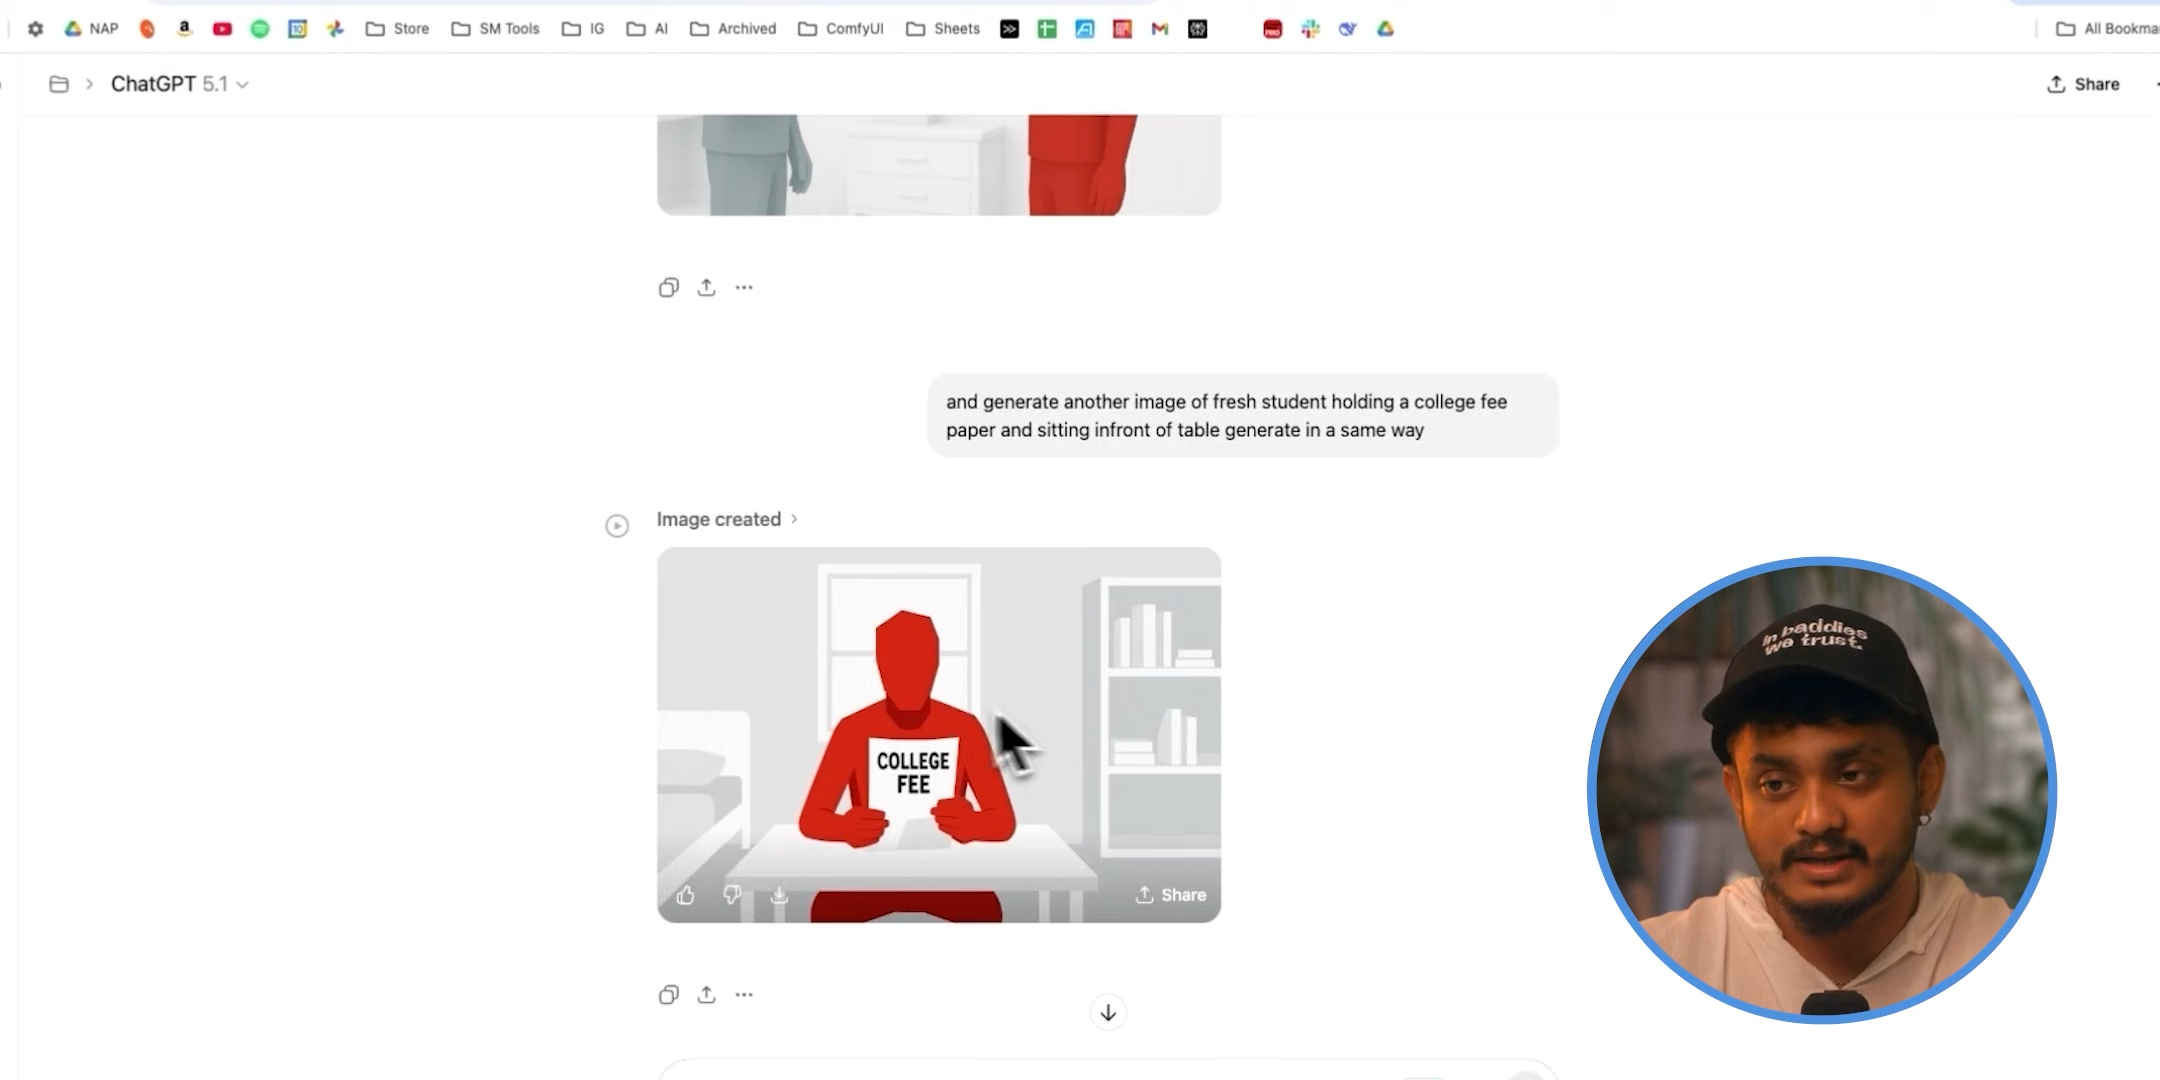 NAP
Store
SM Tools
IG
AI
Archived
ComfyUI
Sheets
All Bookma
ChatGPT 5.1
Share
and generate another image of fresh student holding a college fee
paper and sitting infront of table generate in a same way
Image created
COLLEGE
FEE
Share
in baddies
we trust.